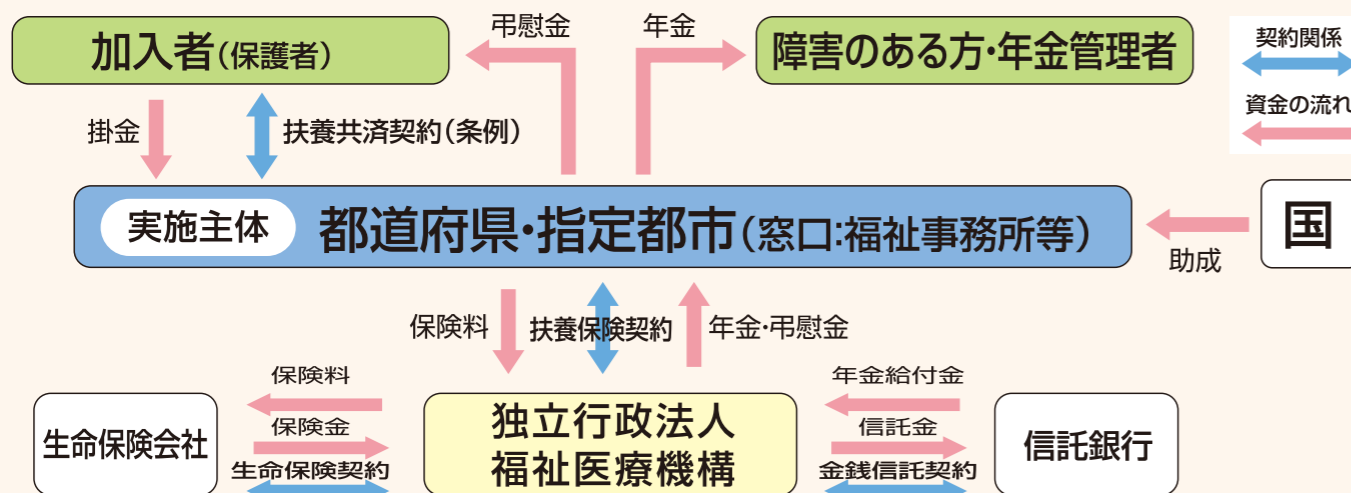 弔慰金
年金
加入者(保護者)
障害のある方・年金管理者
契約関係
資金の流れ
掛金
扶養共済契約(条例)
実施主体
都道府県・指定都市(窓口:福祉事務所等)
国
助成
保険料
扶養保険契約
年金・弔慰金
保険料
年金給付金
生命保険会社
保険金
独立行政法人
福祉医療機構
信託金
信託銀行
生命保険契約
金銭信託契約